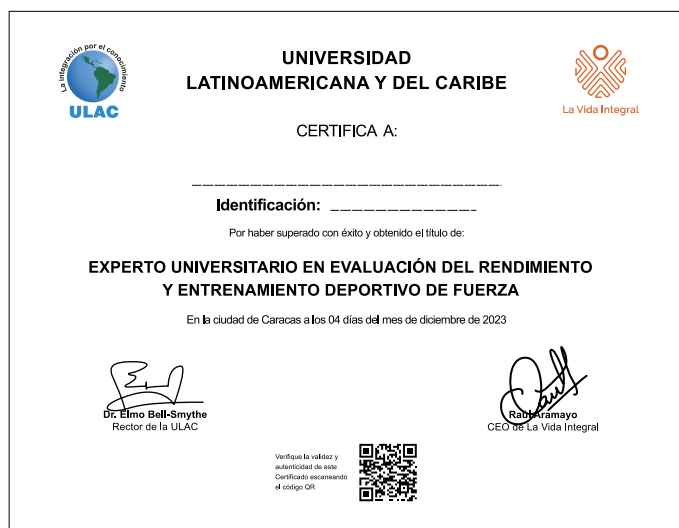 La integración por el conocimiento
ULAC
UNIVERSIDAD
LATINOAMERICANA Y DEL CARIBE
La Vida Integral
CERTIFICA A:
Identificación:
Por haber superado con éxito y obtenido el título de:
EXPERTO UNIVERSITARIO EN EVALUACIÓN DEL RENDIMIENTO
Y ENTRENAMIENTO DEPORTIVO DE FUERZA
En la ciudad de Caracas a los 04 días del mes de diciembre de 2023
Dr. Elmo Bell-Smythe
Rector de la ULAC
Raúl Aramayo
CEO de La Vida Integral
Verifique la validez y
autenticidad de este
Certificado escaneando
el código QR